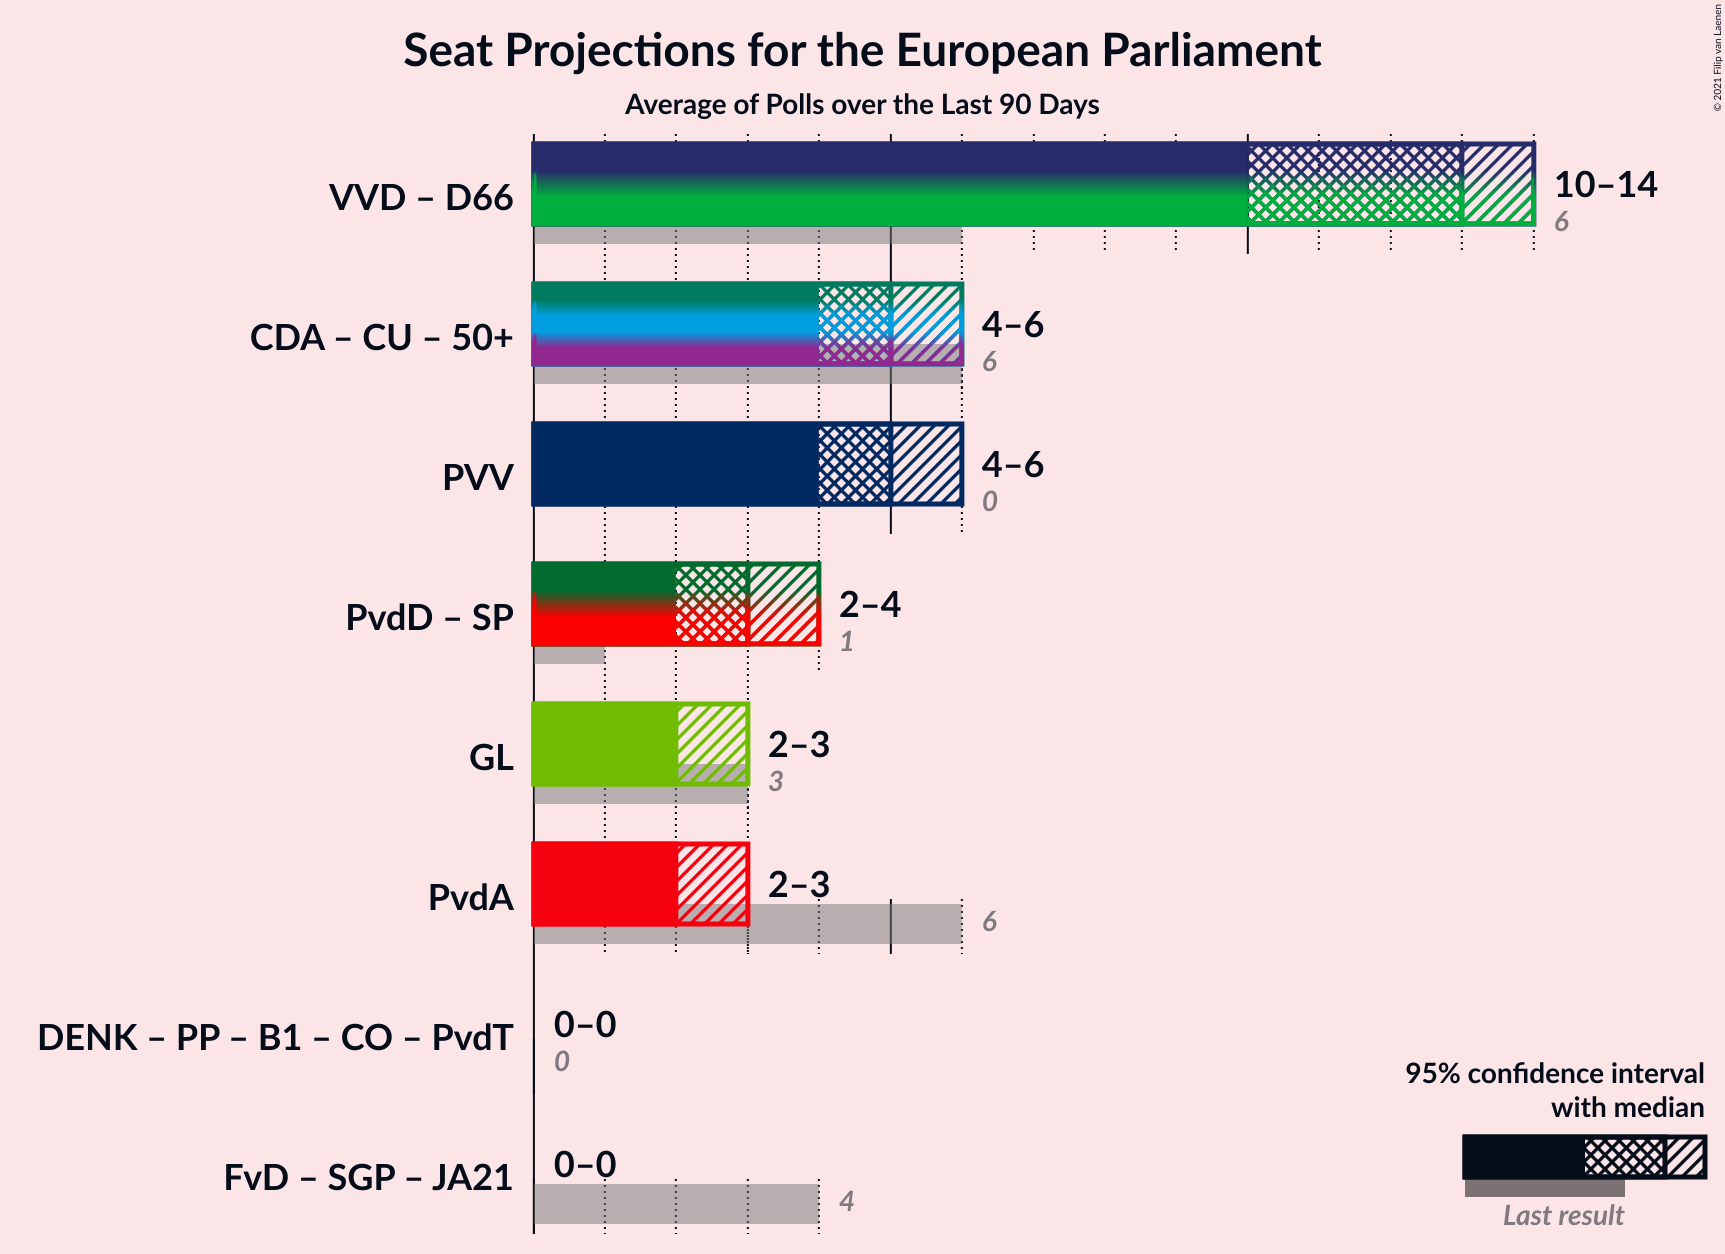 Seat Projections for the European Parliament
Average of Polls over the Last 90 Days
© 2021 Filip van Laenen
VVD – D66
10–14
6
CDA – CU – 50+
4–6
6
PVV
4–6
0
PvdD – SP
2–4
1
GL
2–3
3
PvdA
2–3
6
DENK – PP – B1 – CO – PvdT
0–0
0
FvD – SGP – JA21
0–0
4
95% confidence interval
with median
Last result